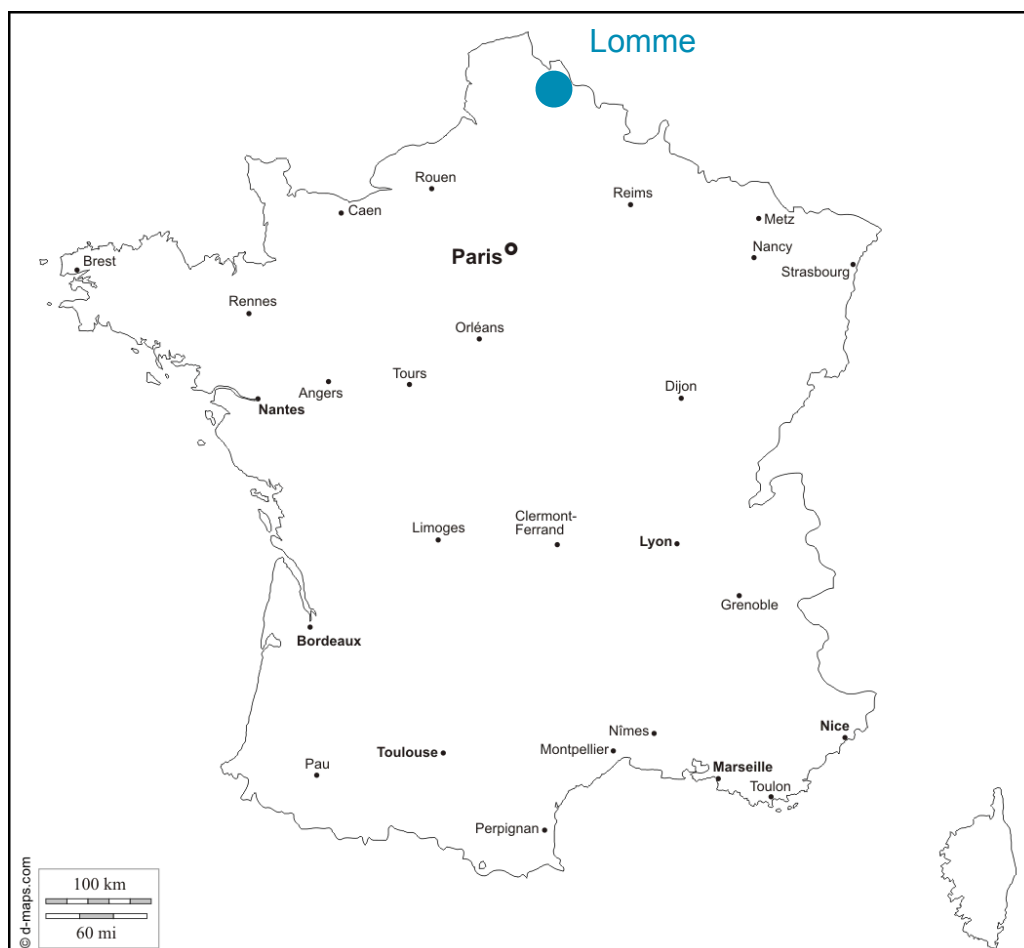 Lomme
Rouen
Reims
Caen
Metz
Paris
Nancy
Brest
Strasbourg
Rennes
Orléans
Tours
Angers
Dijon
Nantes
Clermont-
Ferrand
Limoges
Lyon
Grenoble
Bordeaux
Nice
Nîmes
Montpellier
Toulouse
Pau
Marseille
Toulon
Perpignan
100 km
60 mi
© d-maps.com